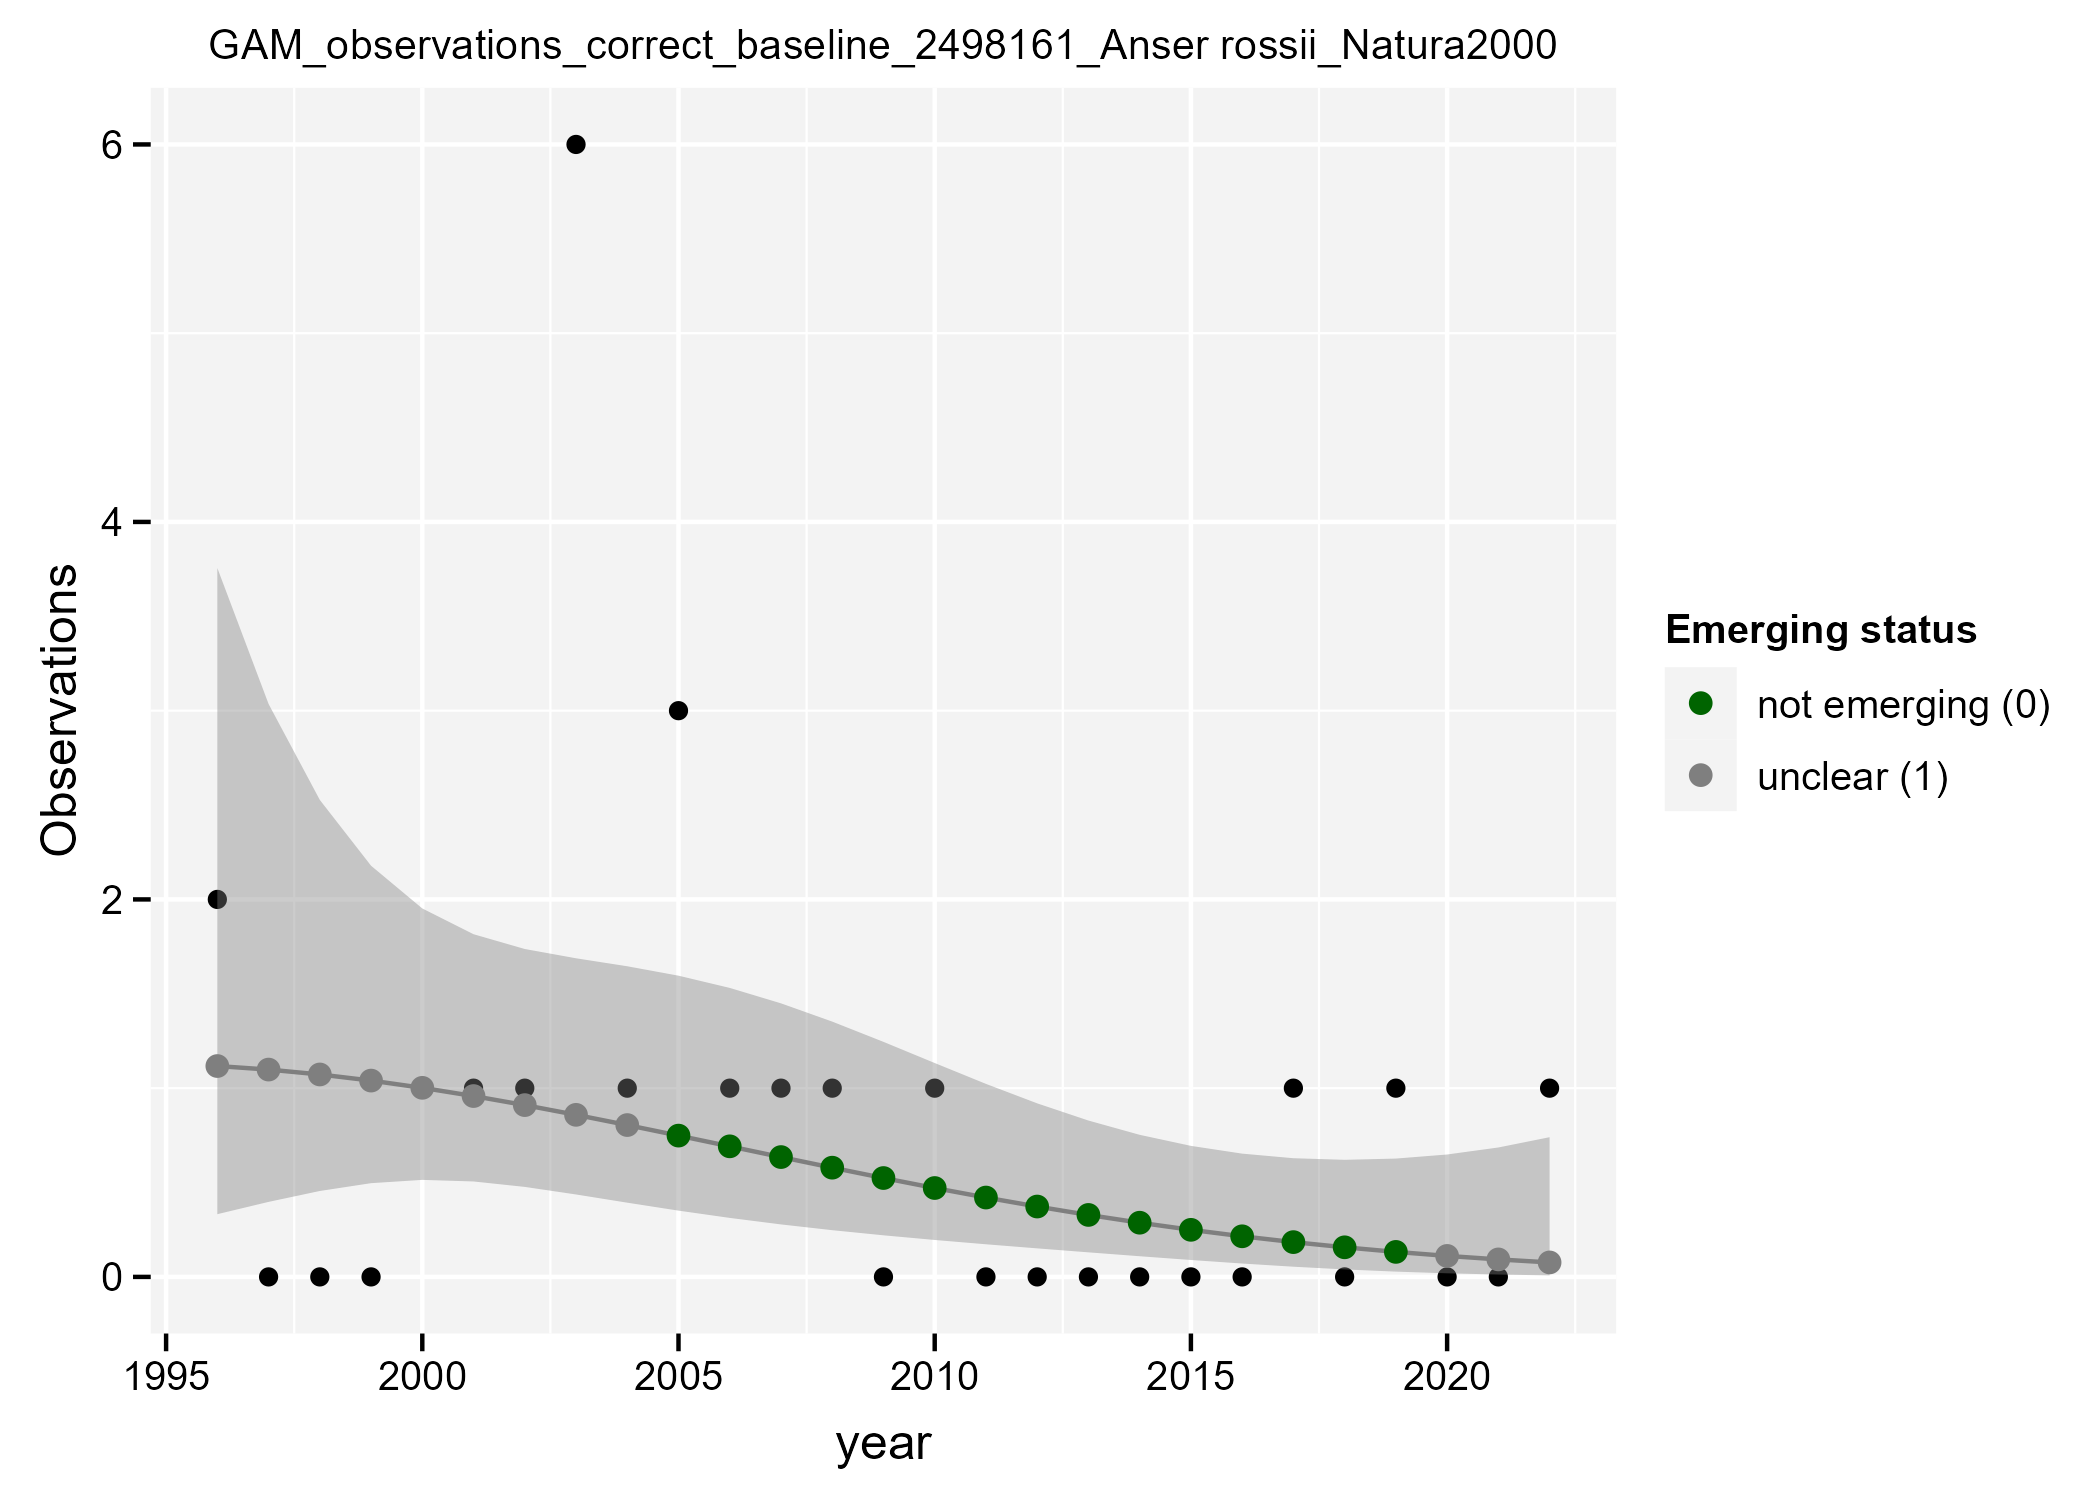 GAM_observations_correct_baseline_2498161_Anser rossii_Natura2000
6
4
2
0
Observations
1995 2000 2005 2010 2015 2020
year
Emerging status
not emerging (0)
unclear (1)